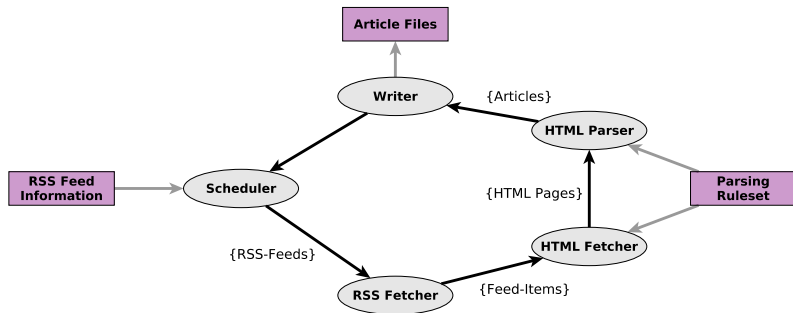 Article Files
Writer
{Articles}
HTML Parser
RSS Feed
Information
Scheduler
{HTML Pages}
Parsing
Ruleset
{RSS-Feeds}
HTML Fetcher
RSS Fetcher
{Feed-Items}